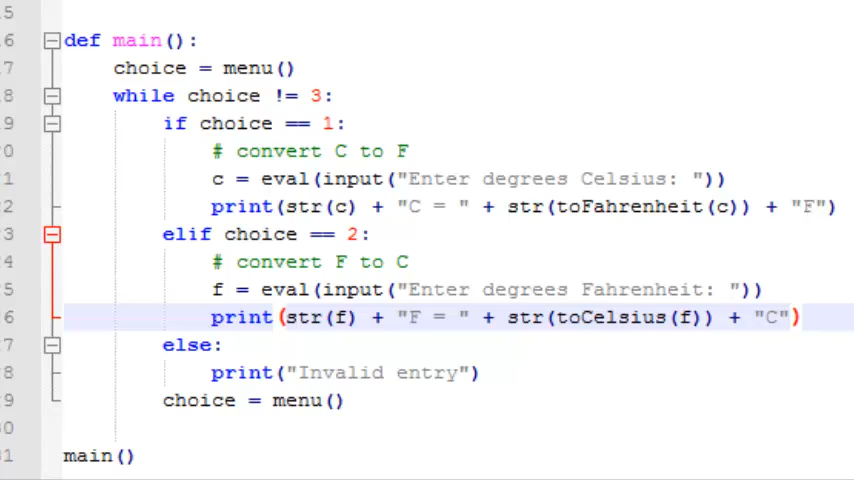 5
6 def main():
7 choice = menu()
8 while choice != 3:
9 if choice == 1:
0 # convert C to F
1 c = eval(input("Enter degrees Celsius: "))
2 print(str(c) + "C = " + str(toFahrenheit(c)) + "F")
3 elif choice == 2:
4 # convert F to C
5 f = eval(input("Enter degrees Fahrenheit: "))
6 print(str(f) + "F = " + str(toCelsius(f)) + "C")
7 else:
8 print("Invalid entry")
9 choice = menu()
0
1 main()